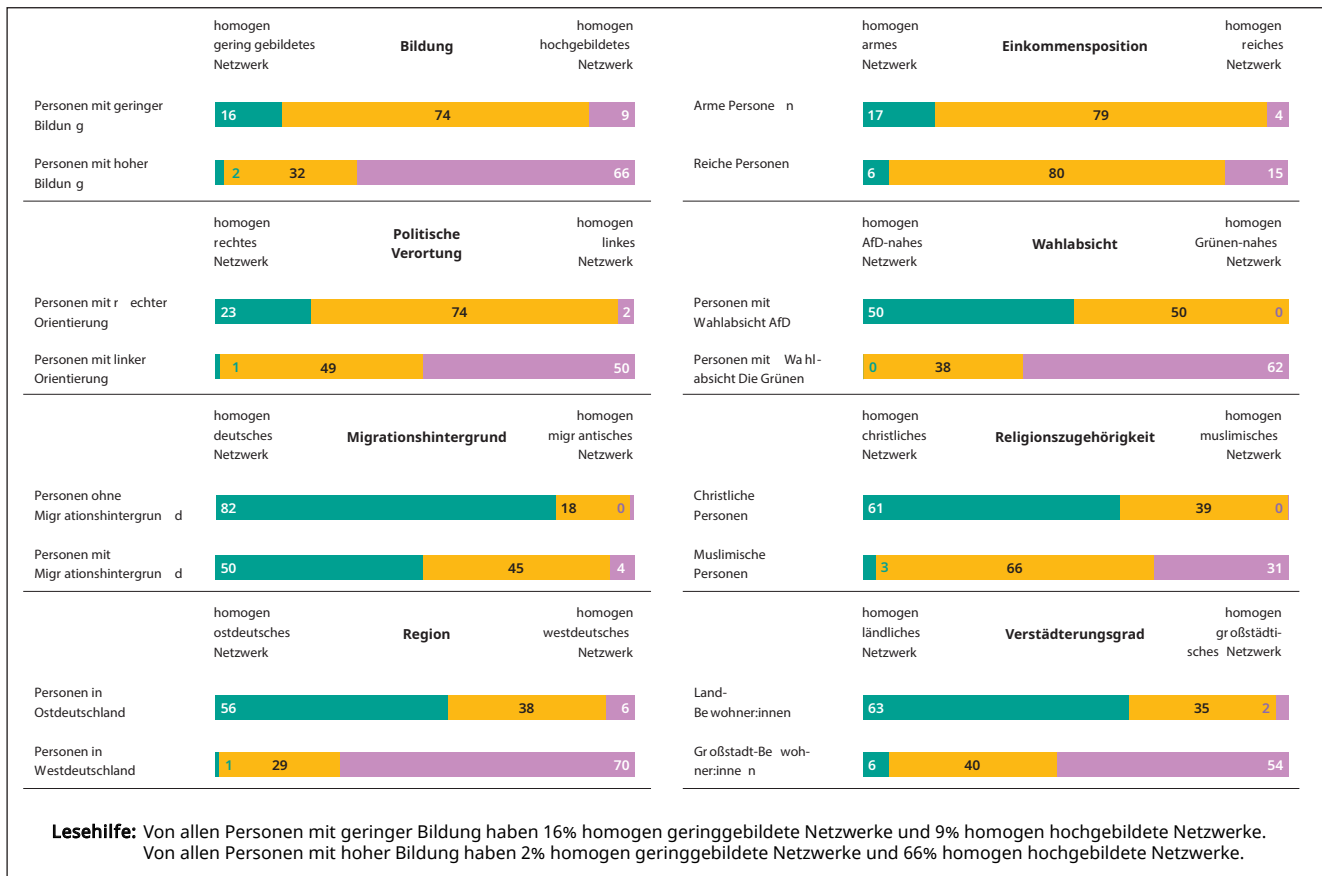 homogen
gering gebildetes
Netzwerk
Bildung
homogen
hochgebildetes
Netzwerk
Personen mit geringer
Bildun g
16 74 9
Personen mit hoher
Bildun g
2 32 66
homogen
armes
Netzwerk
Einkommensposition
homogen
reiches
Netzwerk
Arme Persone n
17 79 4
Reiche Personen
6 80 15
homogen
rechtes
Netzwerk
Politische
Verortung
homogen
linkes
Netzwerk
Personen mit r echter
Orientierung
23 74 2
Personen mit linker
Orientierung
1 49 50
homogen
AfD-nahes
Netzwerk
Wahlabsicht
homogen
Grünen-nahes
Netzwerk
Personen mit
Wahlabsicht AfD
50 50 0
Personen mit Wa hl-
absicht Die Grünen
0 38 62
homogen
deutsches
Netzwerk
Migrationshintergrund
homogen
migr antisches
Netzwerk
Personen ohne
Migr ationshintergrun d
82 18 0
Personen mit
Migr ationshintergrun d
50 45 4
homogen
christliches
Netzwerk
Religionszugehörigkeit
homogen
muslimisches
Netzwerk
Christliche
Personen
61 39 0
Muslimische
Personen
3 66 31
homogen
ostdeutsches
Netzwerk
Region
homogen
westdeutsches
Netzwerk
Personen in
Ostdeutschland
56 38 6
Personen in
Westdeutschland
1 29 70
homogen
ländliches
Netzwerk
Verstädterungsgrad
homogen
gr oßstädti-
sches Netzwerk
Land-
Be wohner:innen
63 35 2
Gr oßstadt-Be woh-
ner:inne n
6 40 54
Lesehilfe: Von allen Personen mit geringer Bildung haben 16% homogen geringgebildete Netzwerke und 9% homogen hochgebildete Netzwerke.
Von allen Personen mit hoher Bildung haben 2% homogen geringgebildete Netzwerke und 66% homogen hochgebildete Netzwerke.